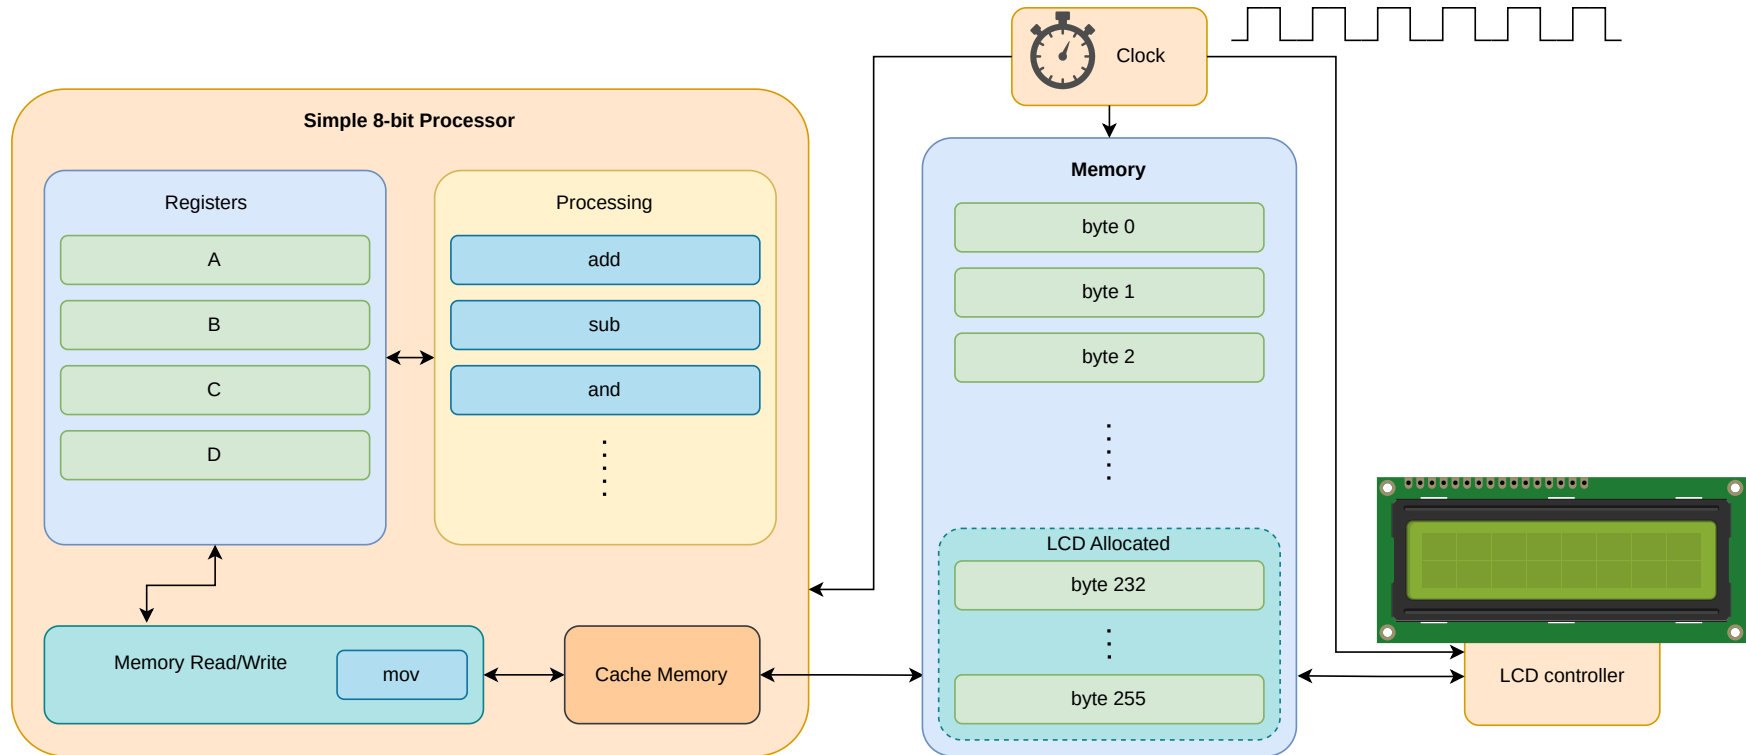 Clock
Simple 8-bit Processor
Registers
A
B
C
D
Processing
add
sub
and
Memory Read/Write
mov
Cache Memory
Memory
byte 0
byte 1
byte 2
LCD Allocated
byte 232
byte 255
LCD controller